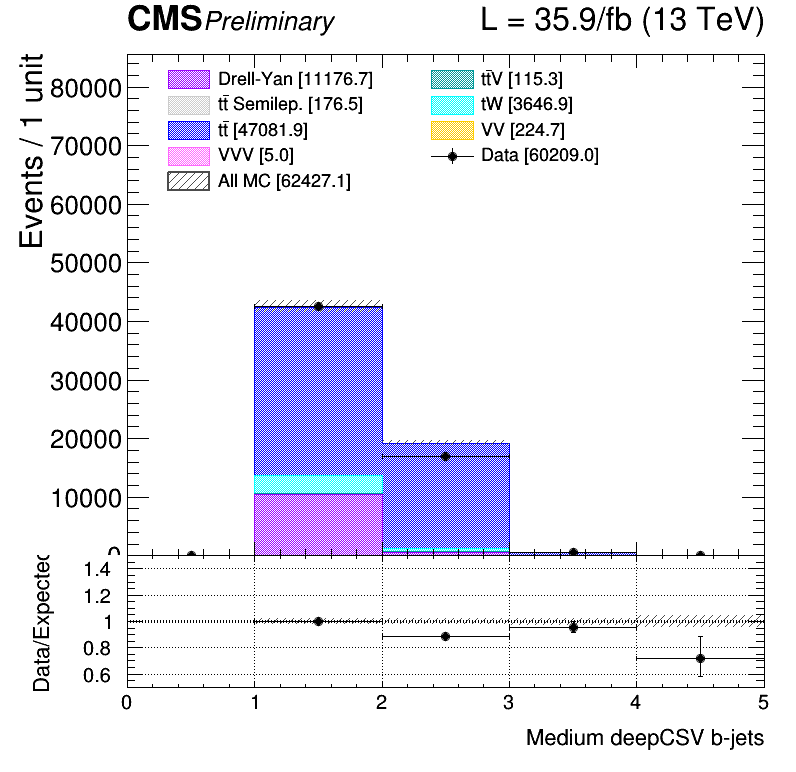 CMS Preliminary L = 35.9/fb (13 TeV)
Events / 1 unit
80000
70000
60000
50000
40000
30000
20000
10000
0
Drell-Yan [11176.7]
tt̄ Semilep. [176.5]
tt̄ [47081.9]
VVV [5.0]
All MC [62427.1]
tt̄V [115.3]
tW [3646.9]
VV [224.7]
Data [60209.0]
Data/Expected
1.4
1.2
1
0.8
0.6
0 1 2 3 4 5
Medium deepCSV b-jets